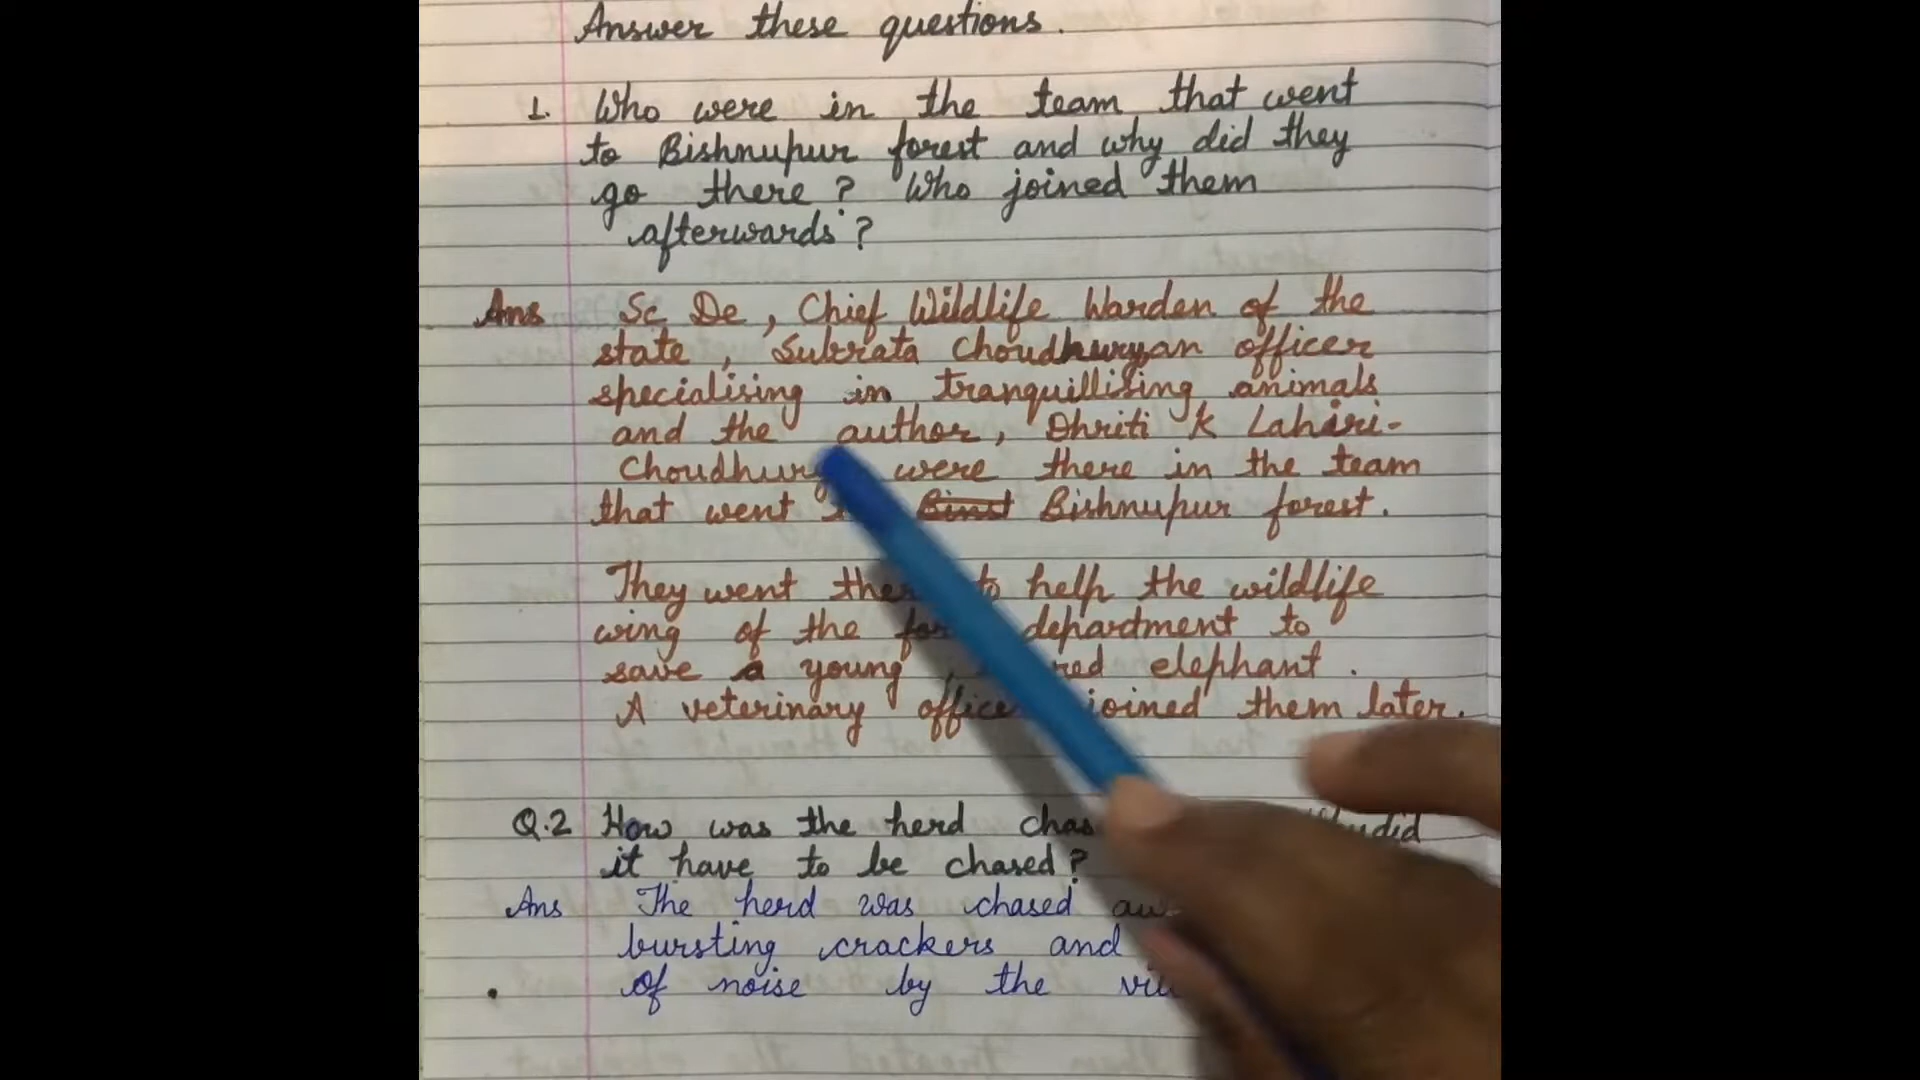 Answer these questions.
1. Who were in the team that went
to Bishnupur forest and why did they
go there? Who joined them
afterwards?
Ans Sc De, Chief Wildlife Warden of the
state, Subrata Choudhury, an officer
specialising in tranquillising animals
and the author, Dhriti K Lahiri-
Choudhury were there in the team
that went Bishnupur forest.
They went to help the wildlife
wing of the department to
save a young elephant.
A veterinary joined them later.
Q.2 How was the herd did
it have to be chased?
Ans The herd was chased
bursting crackers and
of noise by the